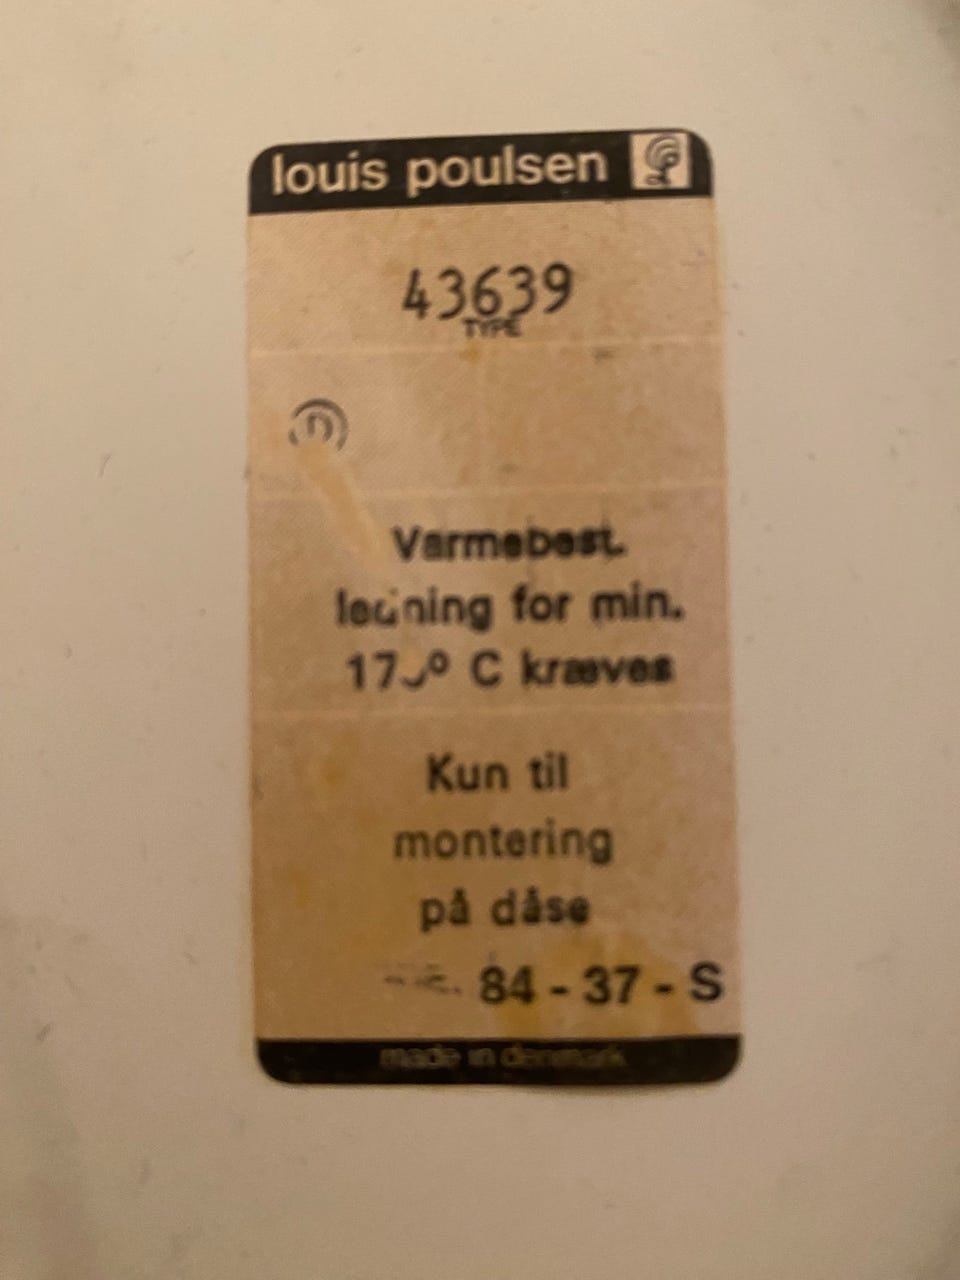 louis poulsen
43639
TYPE
D
Varmebest.
ledning for min.
C kræves
Kun til
montering
på dåse
84 - 37 - S
made in denmark